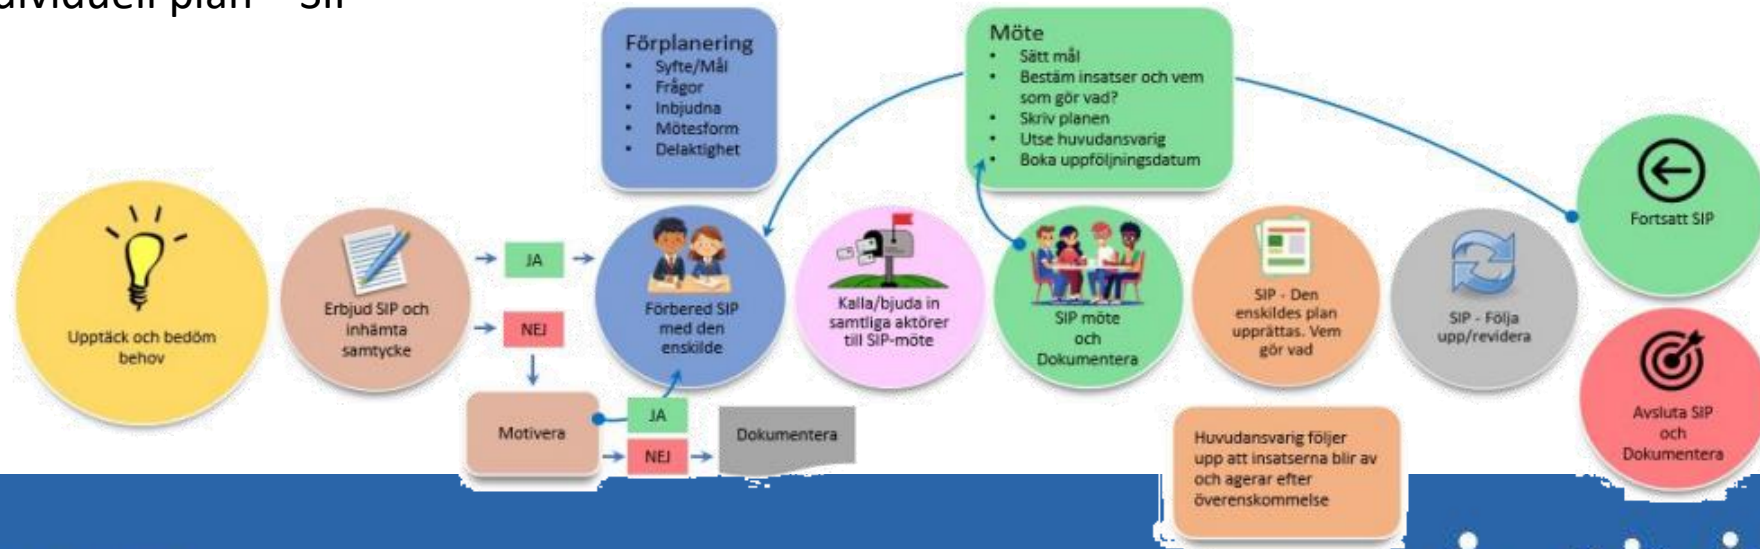 Förplanering
• Syfte/Mål
• Frågor
• Inbjudna
• Mötesform
• Delaktighet
Möte
• Sätt mål
• Bestäm insatser och vem
som gör vad?
• Skriv planen
• Utse huvudansvarig
• Boka uppföljningsdatum
Upptäck och bedöm
behov
Erbjud SIP och
inhämta
samtycke
JA
NEJ
Motivera
JA
NEJ
Dokumentera
Förbered SIP
med den
enskilde
Kalla/bjuda in
samtliga aktörer
till SIP-möte
SIP möte
och
Dokumentera
SIP - Den
enskildes plan
upprättas. Vem
gör vad
Huvudansvarig följer
upp att insatserna blir av
och agerar efter
överenskommelse
SIP - Följa
upp/revidera
Fortsatt SIP
Avsluta SIP
och
Dokumentera